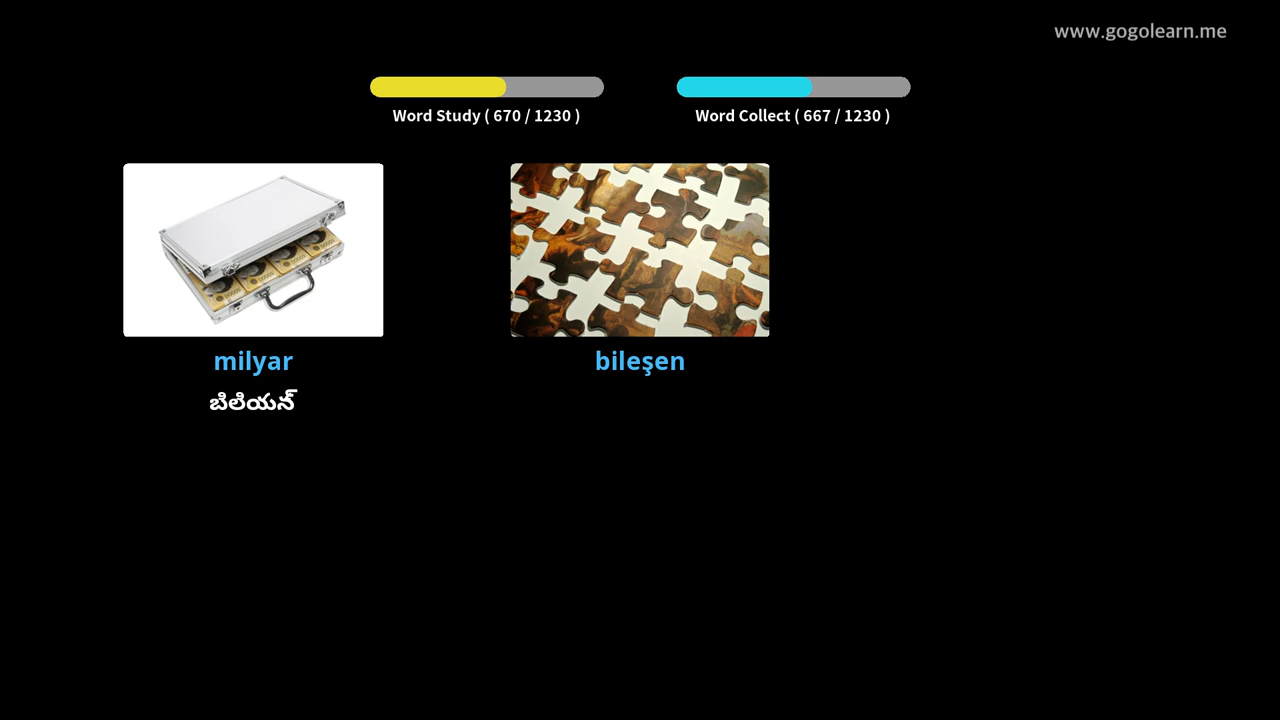 www.gogolearn.me
Word Study ( 670 / 1230 )
Word Collect ( 667 / 1230 )
milyar
bileşen
బిలియన్